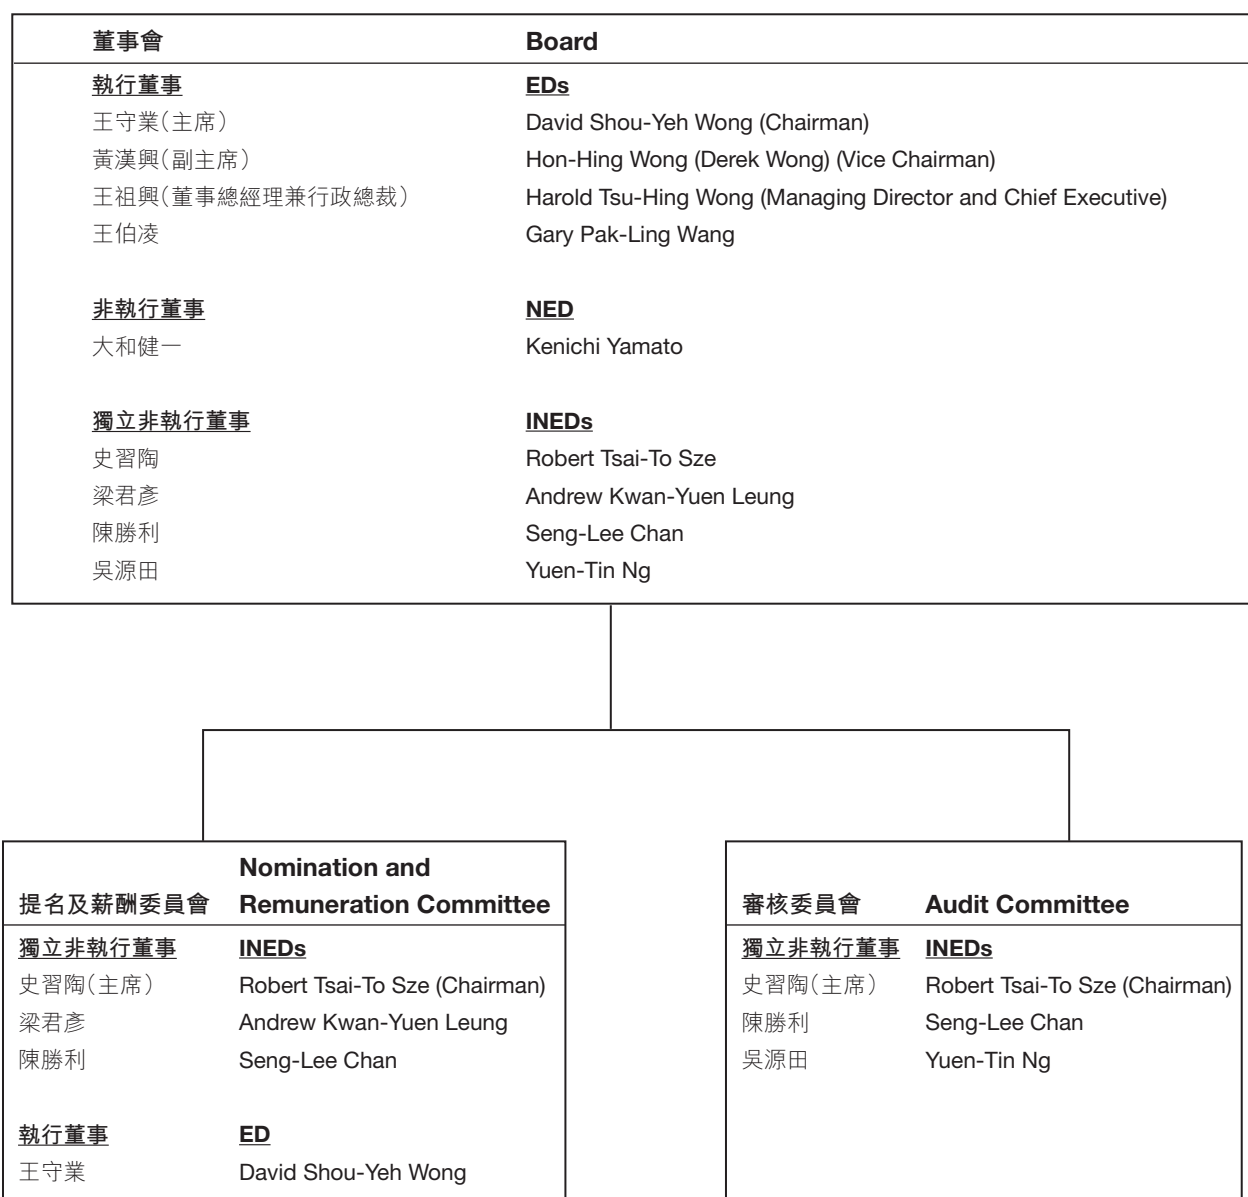 董事會 Board
執行董事 EDs
王守業(主席) David Shou-Yeh Wong (Chairman)
黃漢興(副主席) Hon-Hing Wong (Derek Wong) (Vice Chairman)
王祖興(董事總經理兼行政總裁) Harold Tsu-Hing Wong (Managing Director and Chief Executive)
王伯凌 Gary Pak-Ling Wang
非執行董事 NED
大和健一 Kenichi Yamato
獨立非執行董事 INEDs
史習陶 Robert Tsai-To Sze
梁君彥 Andrew Kwan-Yuen Leung
陳勝利 Seng-Lee Chan
吳源田 Yuen-Tin Ng
Nomination and
提名及薪酬委員會 Remuneration Committee
獨立非執行董事 INEDs
史習陶(主席) Robert Tsai-To Sze (Chairman)
梁君彥 Andrew Kwan-Yuen Leung
陳勝利 Seng-Lee Chan
執行董事 ED
王守業 David Shou-Yeh Wong
審核委員會 Audit Committee
獨立非執行董事 INEDs
史習陶(主席) Robert Tsai-To Sze (Chairman)
陳勝利 Seng-Lee Chan
吳源田 Yuen-Tin Ng